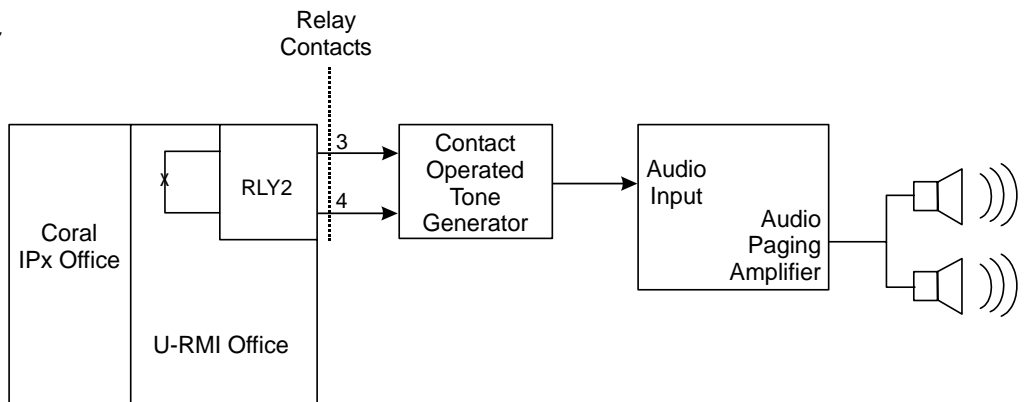 Relay
Contacts
Coral
IPx Office
U-RMI Office
X
RLY2
3
4
Contact
Operated
Tone
Generator
Audio
Input
Audio
Paging
Amplifier